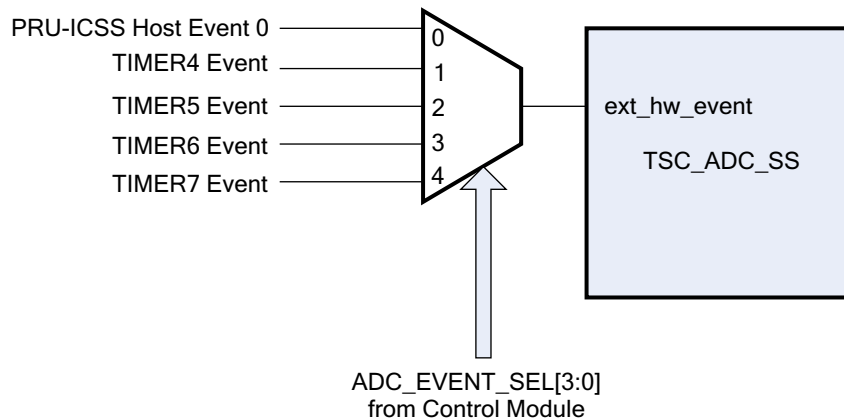 PRU-ICSS Host Event 0
TIMER4 Event
TIMER5 Event
TIMER6 Event
TIMER7 Event
0
1
2
3
4
ext_hw_event
TSC_ADC_SS
ADC_EVENT_SEL[3:0]
from Control Module